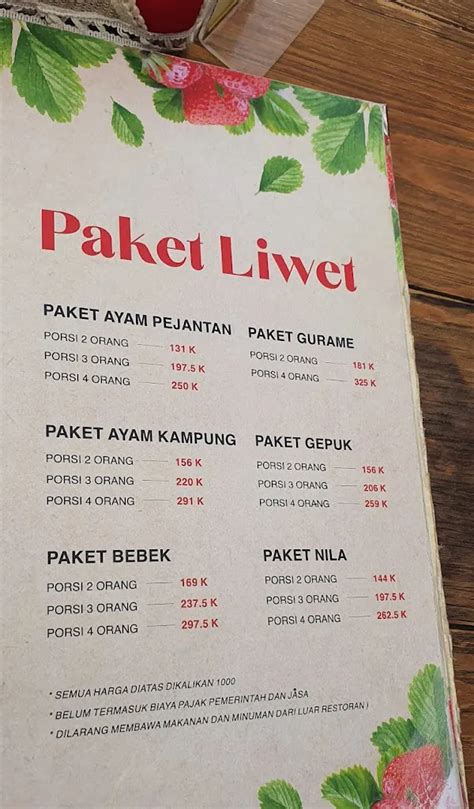 Paket Liwet
PAKET AYAM PEJANTAN
PORSI 2 ORANG 131 K
PORSI 3 ORANG 197.5 K
PORSI 4 ORANG 250 K
PAKET GURAME
PORSI 2 ORANG 181 K
PORSI 4 ORANG 325 K
PAKET AYAM KAMPUNG
PORSI 2 ORANG 156 K
PORSI 3 ORANG 220 K
PORSI 4 ORANG 291 K
PAKET GEPUK
PORSI 2 ORANG 156 K
PORSI 3 ORANG 206 K
PORSI 4 ORANG 259 K
PAKET BEBEK
PORSI 2 ORANG 169 K
PORSI 3 ORANG 237.5 K
PORSI 4 ORANG 297.5 K
PAKET NILA
PORSI 2 ORANG 144 K
PORSI 3 ORANG 197.5 K
PORSI 4 ORANG 262.5 K
* SEMUA HARGA DIATAS DIKALIKAN 1000
* BELUM TERMASUK BIAYA PAJAK PEMERINTAH DAN JASA
* DILARANG MEMBAWA MAKANAN DAN MINUMAN DARI LUAR RESTORAN !